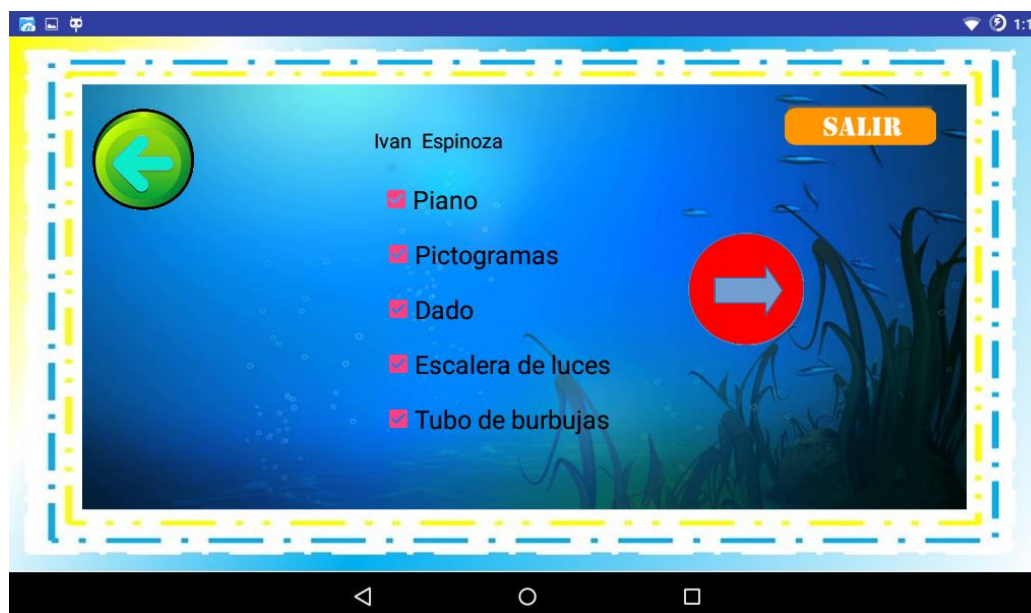 Ivan Espinoza
SALIR
Piano
Pictogramas
Dado
Escalera de luces
Tubo de burbujas